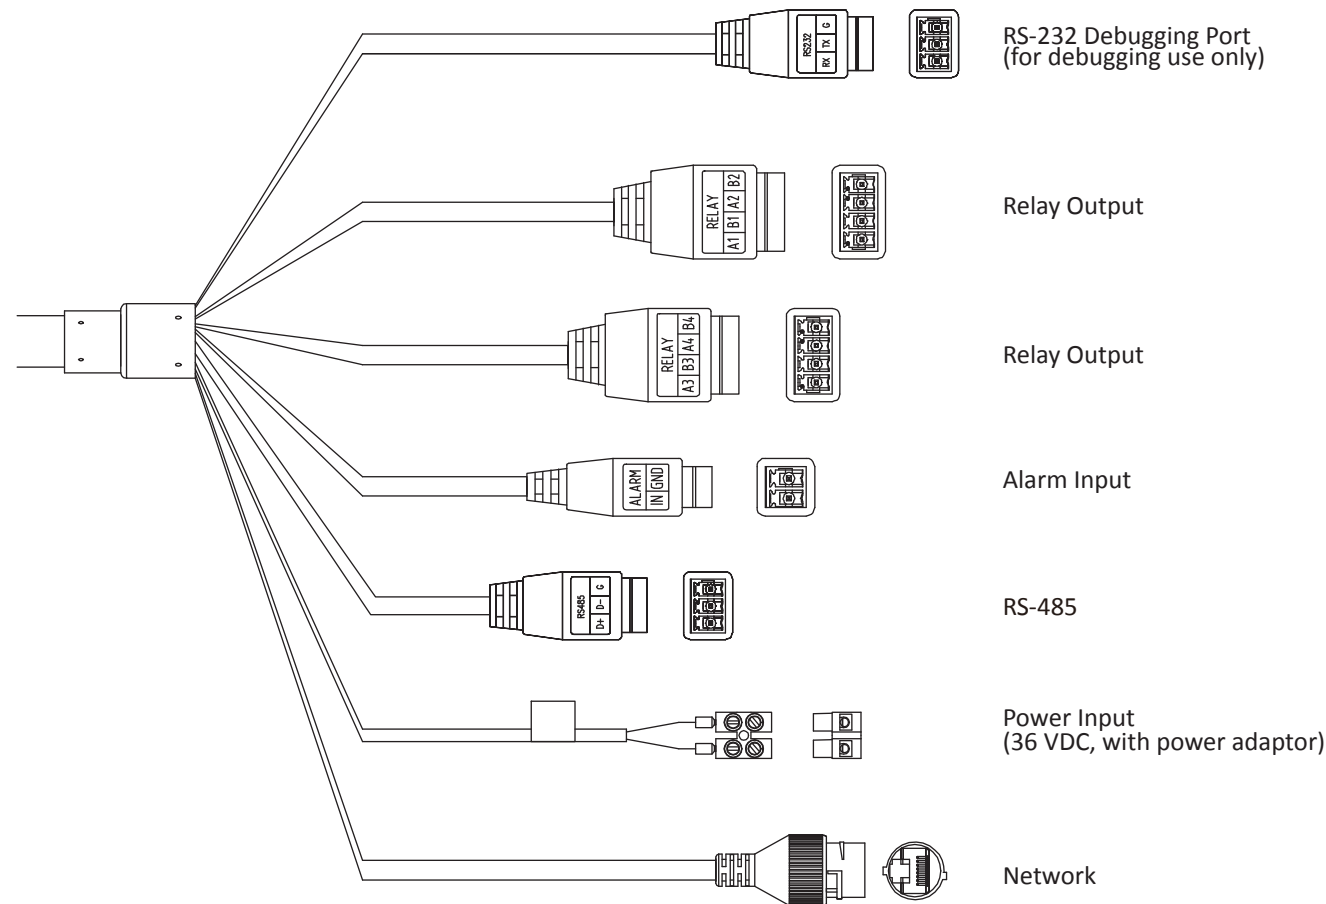 RS232
RX TX G
RS-232 Debugging Port
(for debugging use only)
RELAY
A1 B1 A2 B2
Relay Output
RELAY
A3 B3 A4 B4
Relay Output
ALARM
IN GND
Alarm Input
RS485
D+ D- G
RS-485
Power Input
(36 VDC, with power adaptor)
Network